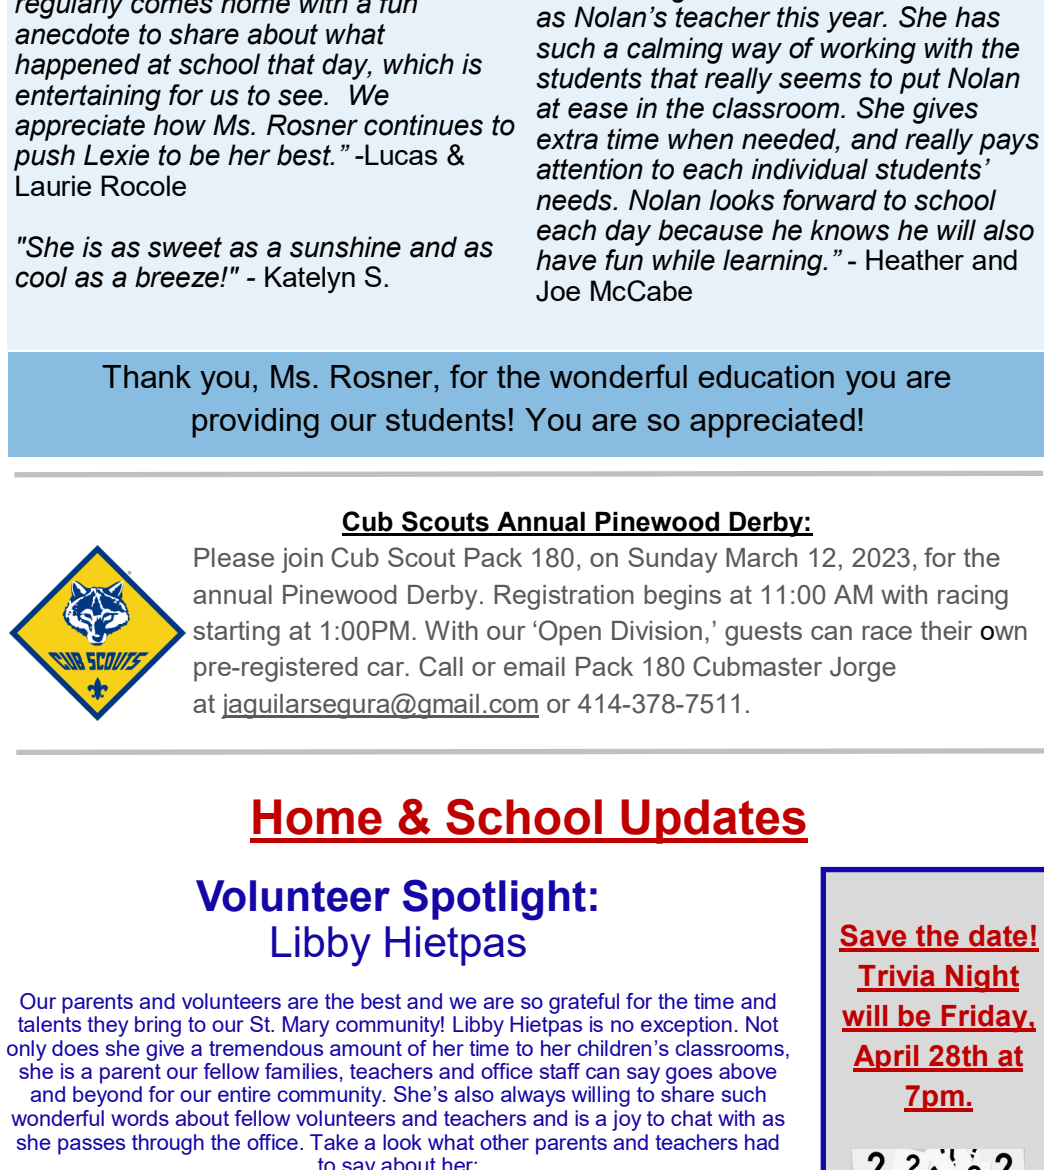 regularly comes home with a fun
anecdote to share about what
happened at school that day, which is
entertaining for us to see.  We
appreciate how Ms. Rosner continues to
push Lexie to be her best.” -Lucas &
Laurie Rocole
"She is as sweet as a sunshine and as
cool as a breeze!" - Katelyn S.
as Nolan’s teacher this year. She has
such a calming way of working with the
students that really seems to put Nolan
at ease in the classroom. She gives
extra time when needed, and really pays
attention to each individual students’
needs. Nolan looks forward to school
each day because he knows he will also
have fun while learning.” - Heather and
Joe McCabe
Thank you, Ms. Rosner, for the wonderful education you are
providing our students! You are so appreciated!
Cub Scouts Annual Pinewood Derby:
CUB SCOUTS
Please join Cub Scout Pack 180, on Sunday March 12, 2023, for the
annual Pinewood Derby. Registration begins at 11:00 AM with racing
starting at 1:00PM. With our ‘Open Division,’ guests can race their own
pre-registered car. Call or email Pack 180 Cubmaster Jorge
at jaguilarsegura@gmail.com or 414-378-7511.
Home & School Updates
Volunteer Spotlight:
Libby Hietpas
Our parents and volunteers are the best and we are so grateful for the time and
talents they bring to our St. Mary community! Libby Hietpas is no exception. Not
only does she give a tremendous amount of her time to her children’s classrooms,
she is a parent our fellow families, teachers and office staff can say goes above
and beyond for our entire community. She’s also always willing to share such
wonderful words about fellow volunteers and teachers and is a joy to chat with as
she passes through the office. Take a look what other parents and teachers had
to say about her:
Save the date!
Trivia Night
will be Friday,
April 28th at
7pm.